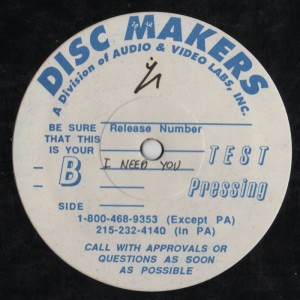 DISC MAKERS
A Division of AUDIO & VIDEO LABS, INC.
BE SURE
THAT THIS
IS YOUR
Release Number
B
I NEED YOU
TEST
Pressing
SIDE
1-800-468-9353 (Except PA)
215-232-4140 (in PA)
CALL WITH APPROVALS OR
QUESTIONS AS SOON
AS POSSIBLE